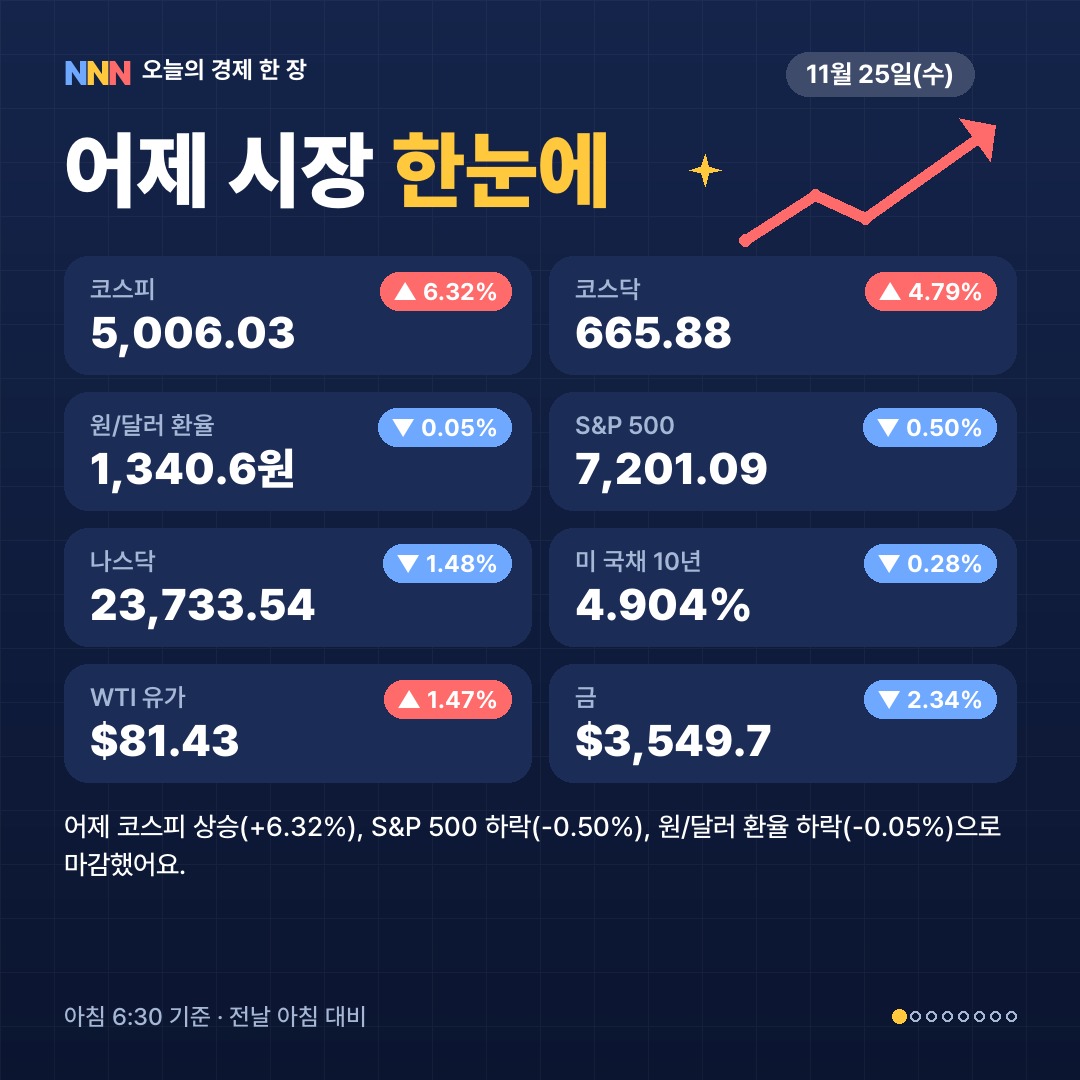 NNN 오늘의 경제 한 장
11월 25일(수)
어제 시장 한눈에
코스피
▲ 6.32%
5,006.03
코스닥
▲ 4.79%
665.88
원/달러 환율
▼ 0.05%
1,340.6원
S&P 500
▼ 0.50%
7,201.09
나스닥
▼ 1.48%
23,733.54
미 국채 10년
▼ 0.28%
4.904%
WTI 유가
▲ 1.47%
$81.43
금
▼ 2.34%
$3,549.7
어제 코스피 상승(+6.32%), S&P 500 하락(-0.50%), 원/달러 환율 하락(-0.05%)으로
마감했어요.
아침 6:30 기준 · 전날 아침 대비